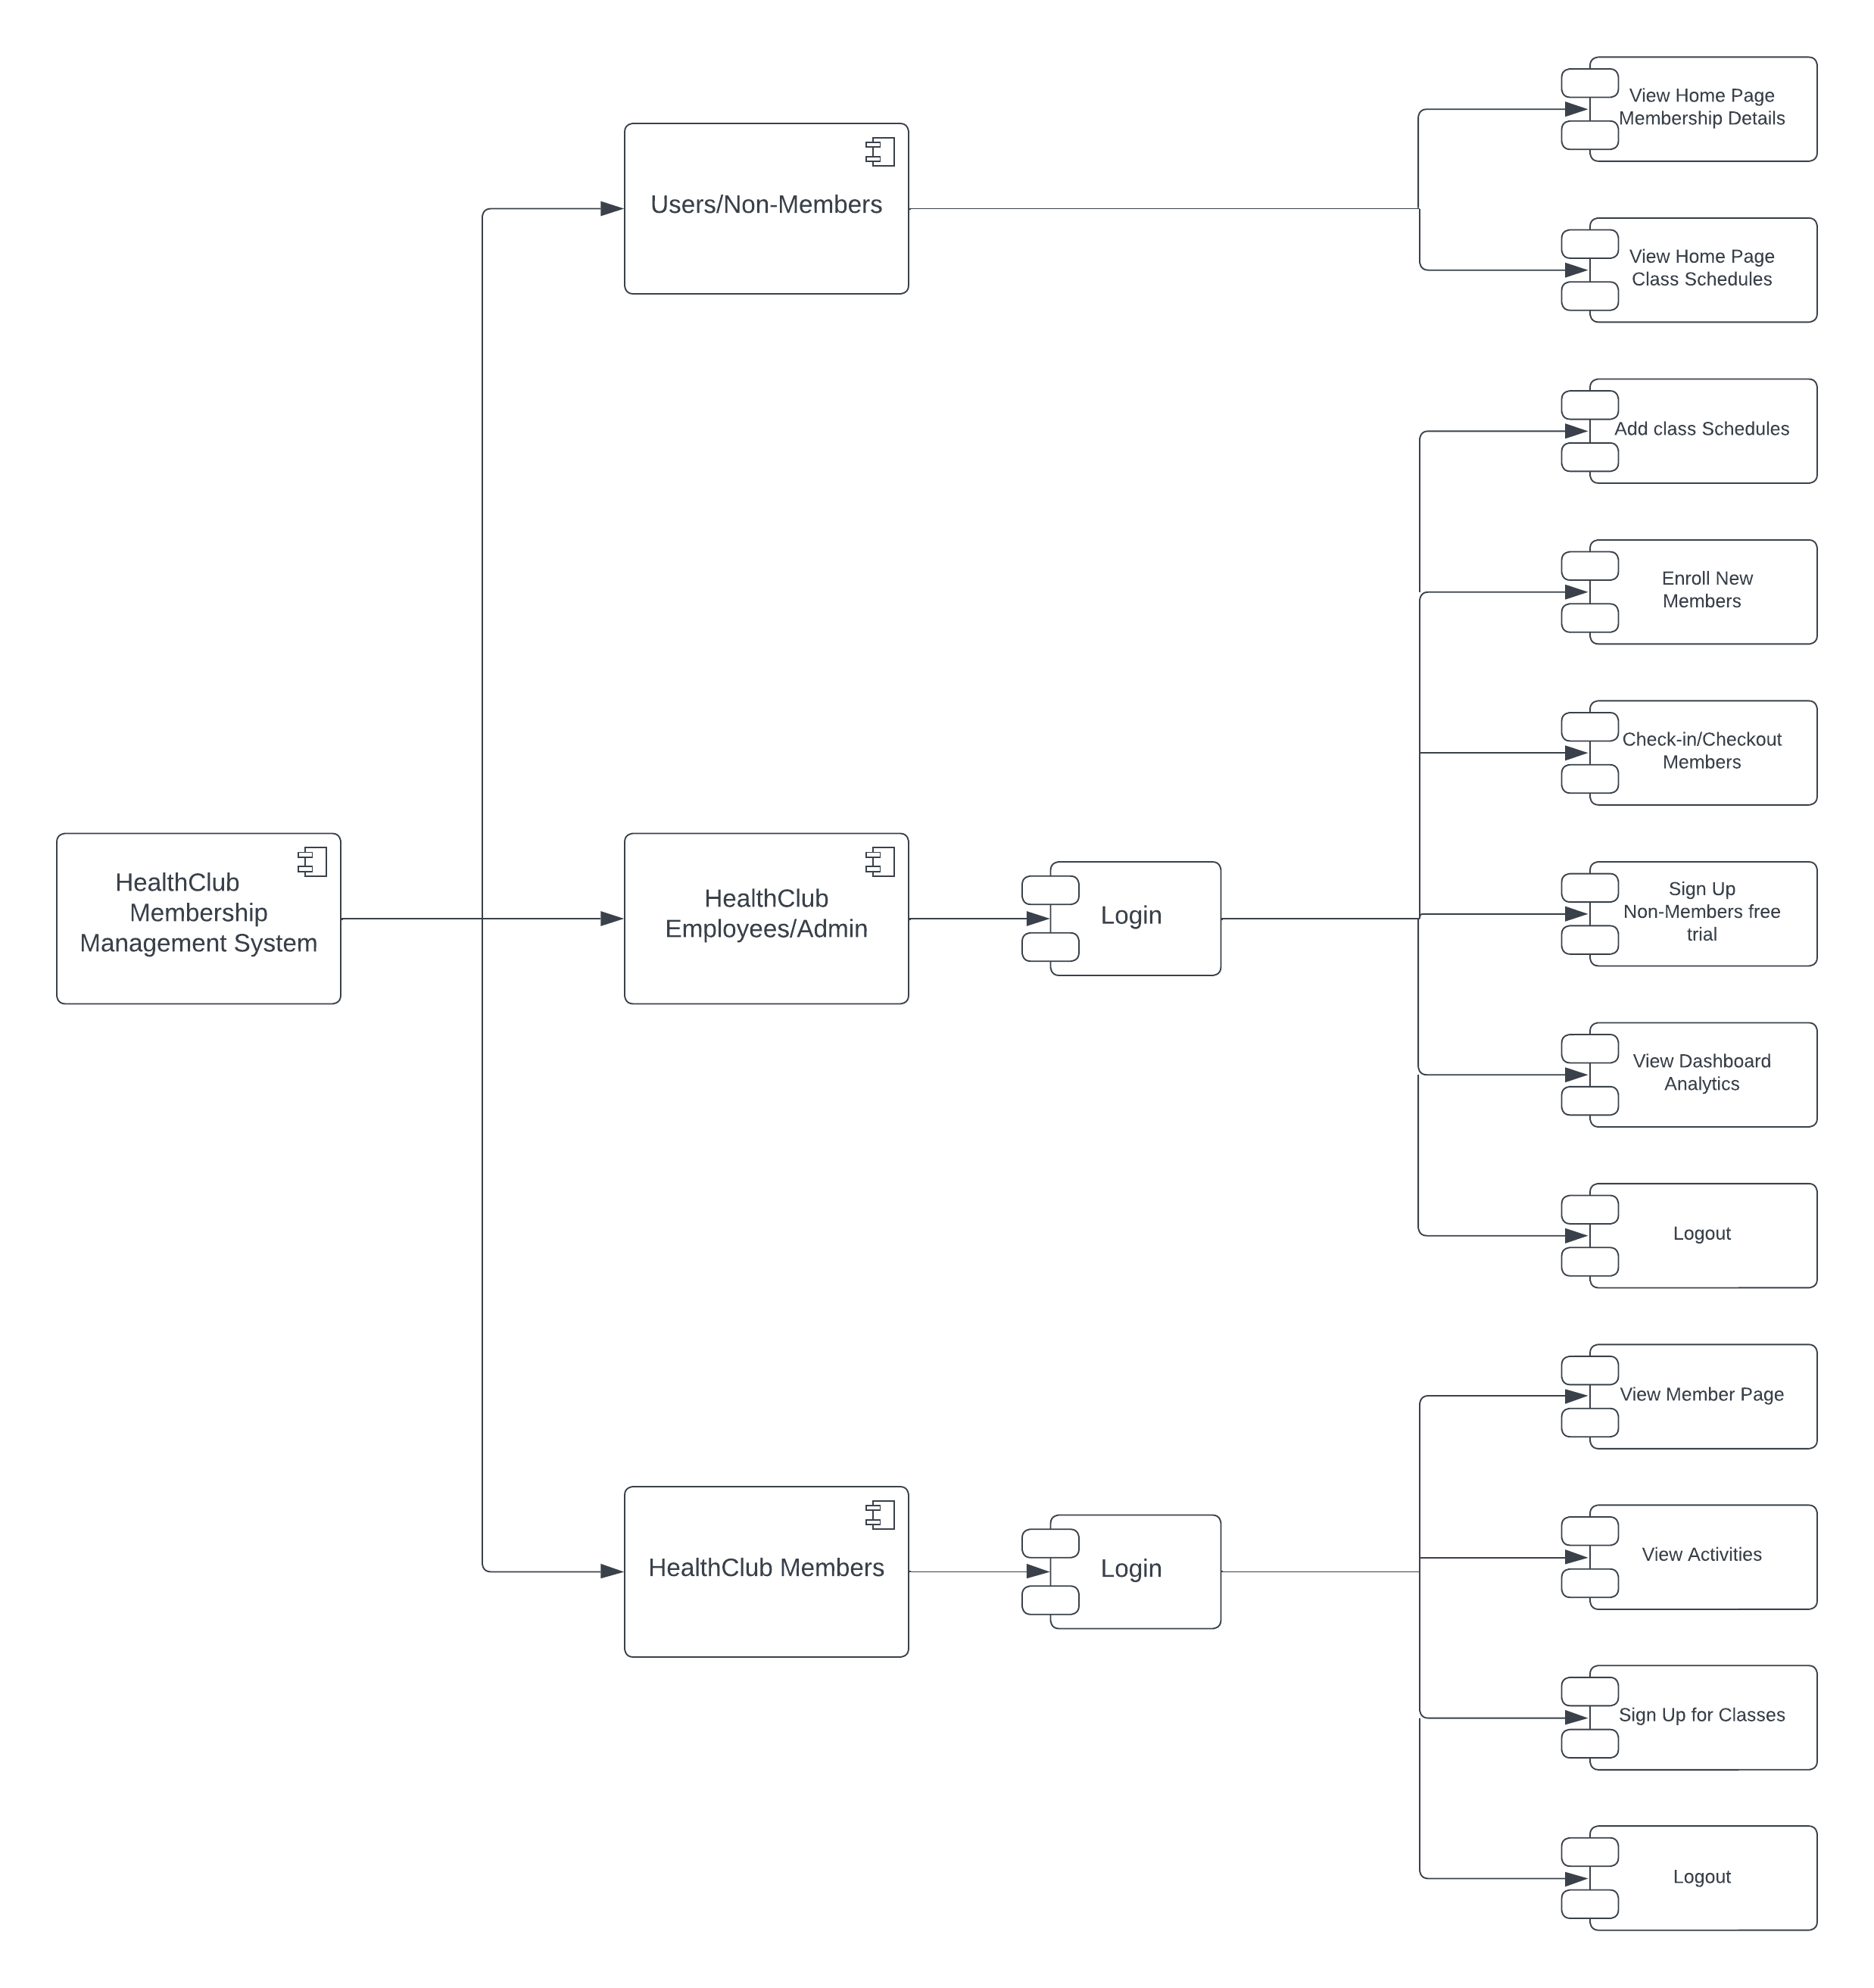 View Home Page
Membership Details
Users/Non-Members
View Home Page
Class Schedules
Add class Schedules
Enroll New
Members
Check-in/Checkout
Members
HealthClub
Membership
Management System
HealthClub
Employees/Admin
Login
Sign Up
Non-Members free
trial
View Dashboard
Analytics
Logout
View Member Page
HealthClub Members
Login
View Activities
Sign Up for Classes
Logout